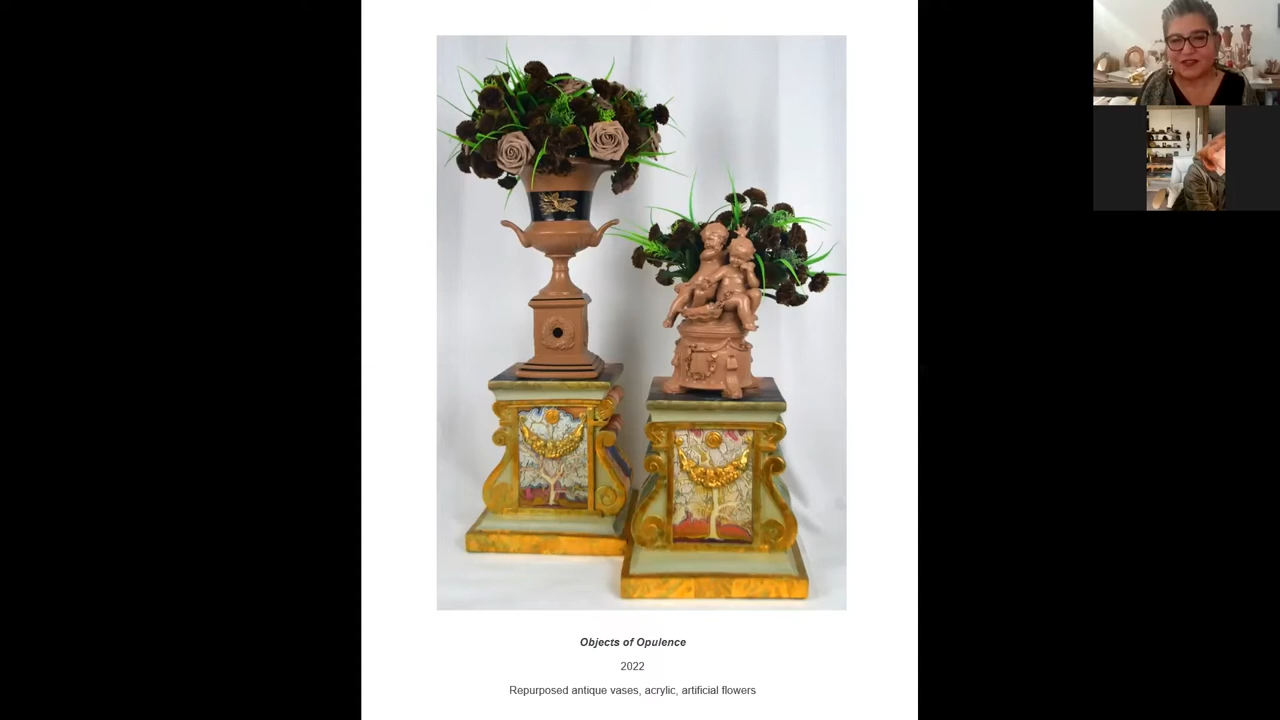 Objects of Opulence
2022
Repurposed antique vases, acrylic, artificial flowers